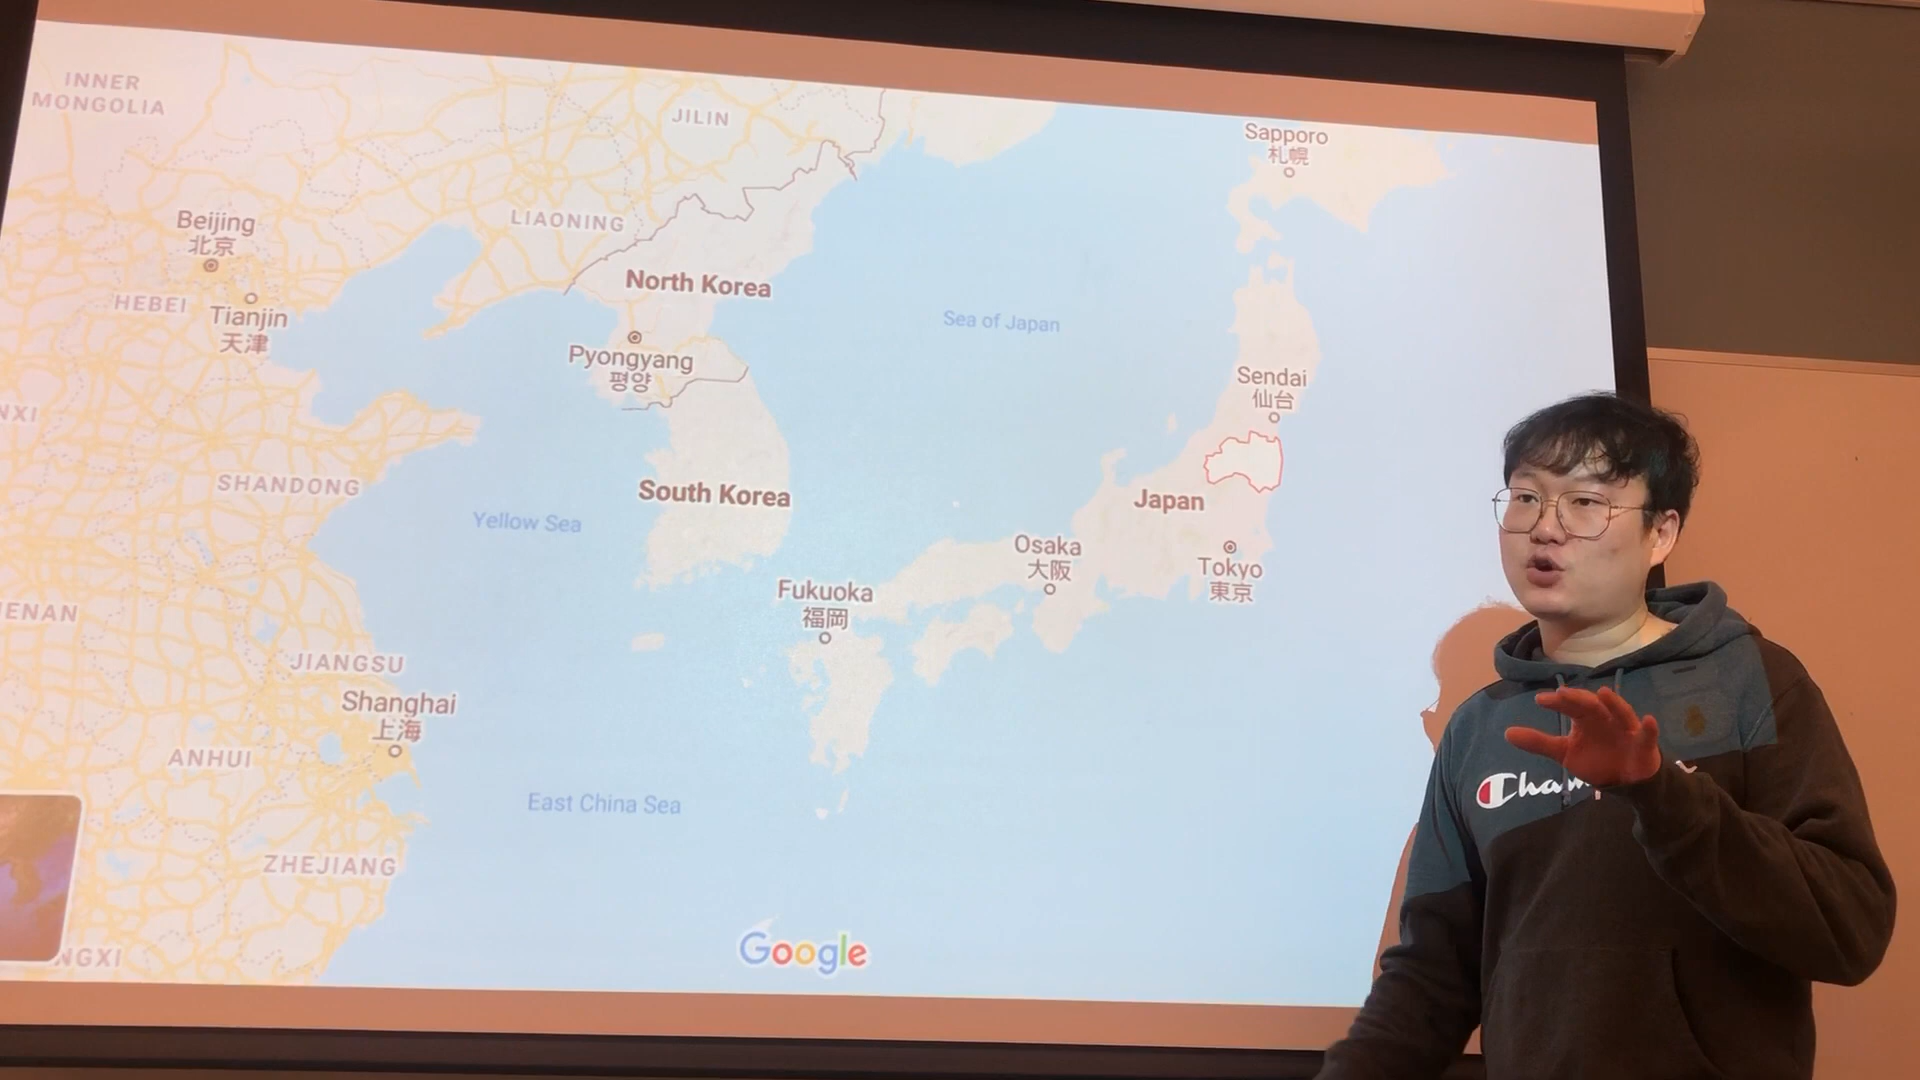 INNER
MONGOLIA
JILIN
Sapporo
札幌
Beijing
北京
LIAONING
HEBEI
Tianjin
天津
North Korea
Sea of Japan
Pyongyang
평양
Sendai
仙台
NXI
SHANDONG
South Korea
Japan
Yellow Sea
Osaka
大阪
Tokyo
東京
Fukuoka
福岡
ENAN
JIANGSU
Shanghai
上海
ANHUI
East China Sea
ZHEJIANG
Google
NGXI
Cham